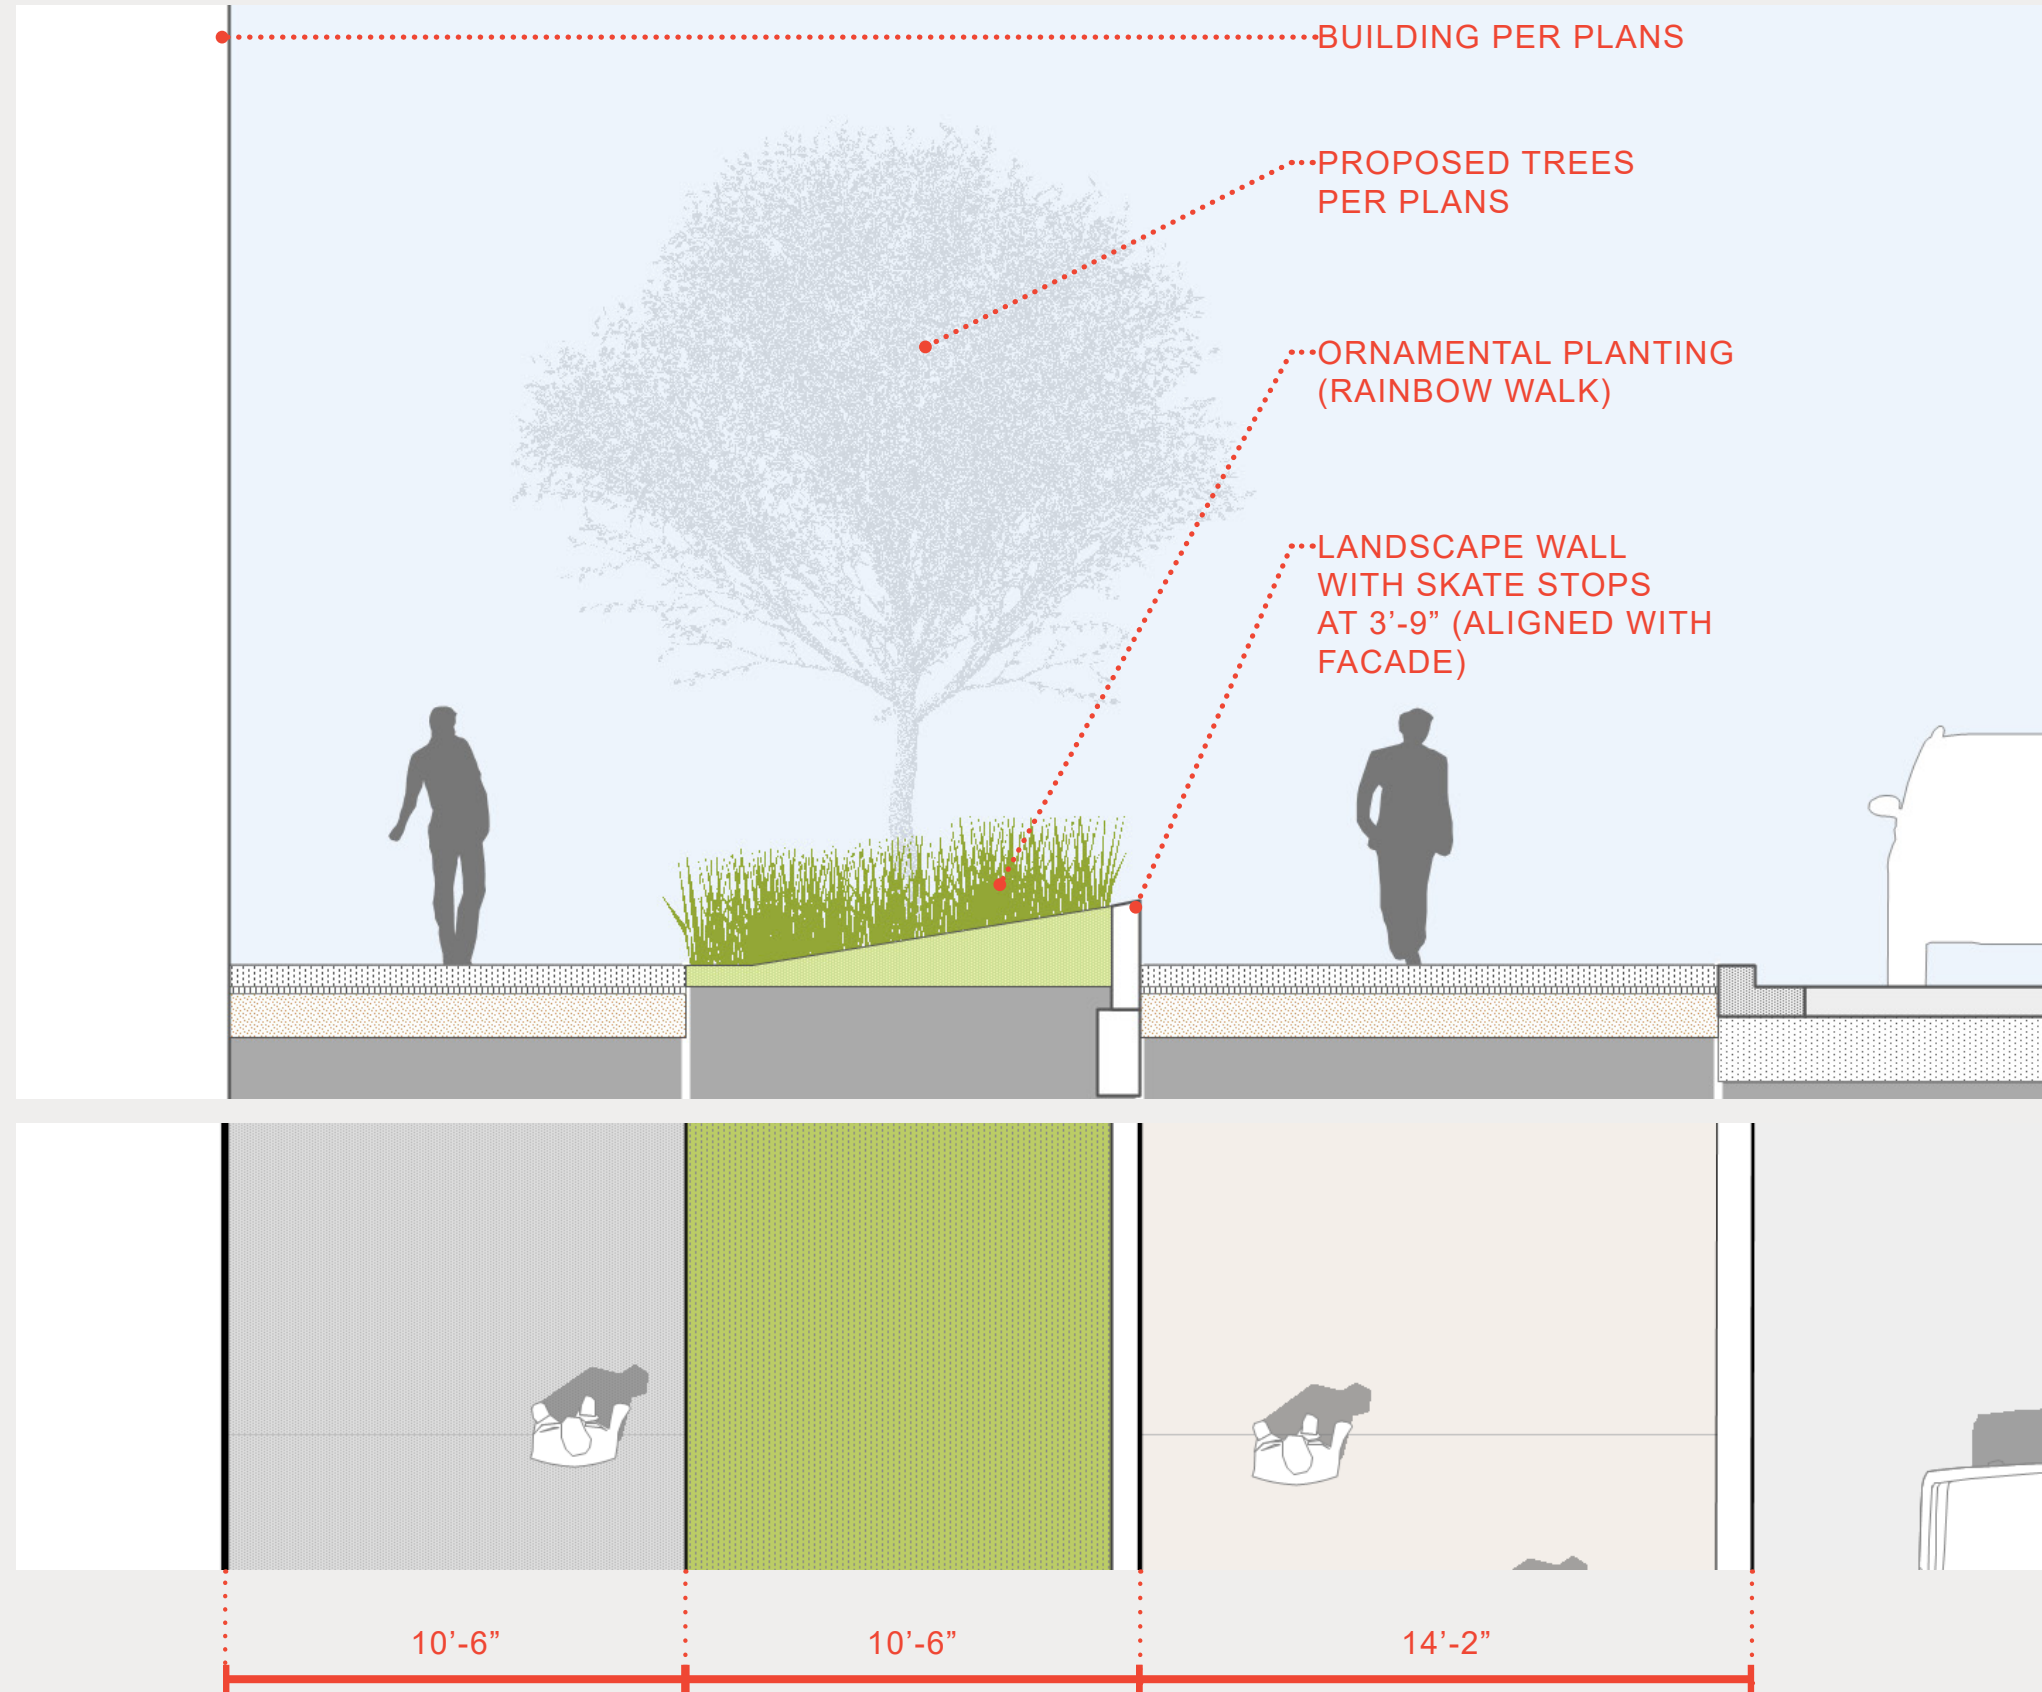 BUILDING PER PLANS
PROPOSED TREES
PER PLANS
ORNAMENTAL PLANTING
(RAINBOW WALK)
LANDSCAPE WALL
WITH SKATE STOPS
AT 3’-9” (ALIGNED WITH
FACADE)
10’-6”
10’-6”
14’-2”